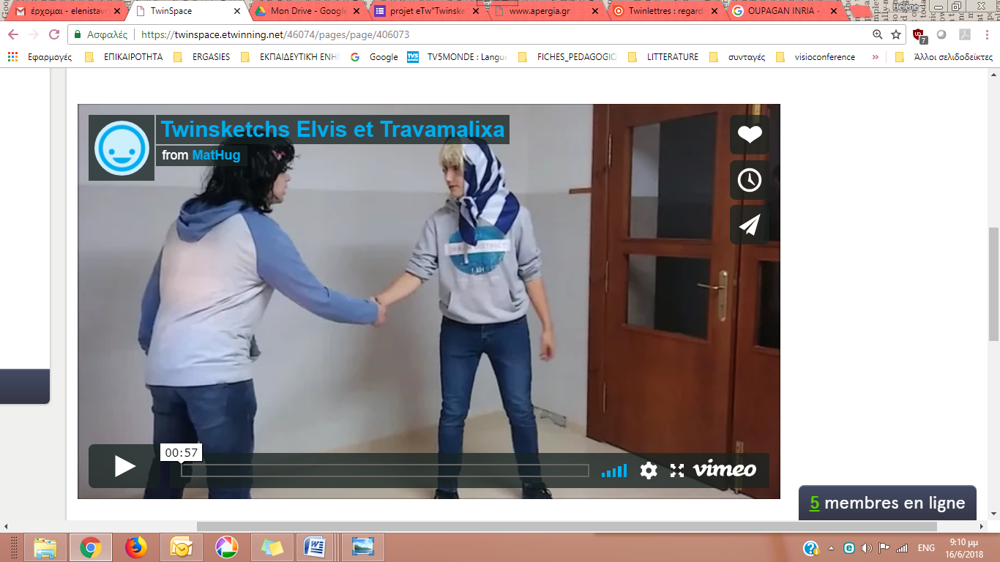 έρχομαι - elenistav
TwinSpace
Mon Drive - Google
projet eTw"Twinske
www.apergia.gr
Twinlettres : regard
OUPAGAN INRIA -
Hélène
Ασφαλές
https://twinspace.etwinning.net/46074/pages/page/406073
7
Εφαρμογές
ΕΠΙΚΑΙΡΟΤΗΤΑ
ERGASIES
ΕΚΠΑΙΔΕΥΤΙΚΗ ΕΝΗΜ
Google
TV5MONDE : Langue
FICHES_PEDAGOGIQ
LITTERATURE
συνταγές
visioconference
»
Άλλοι σελιδοδείκτες
Twinsketchs Elvis et Travamalixa
from MatHug
00:57
vimeo
5 membres en ligne
ENG
9:10 μμ
16/6/2018